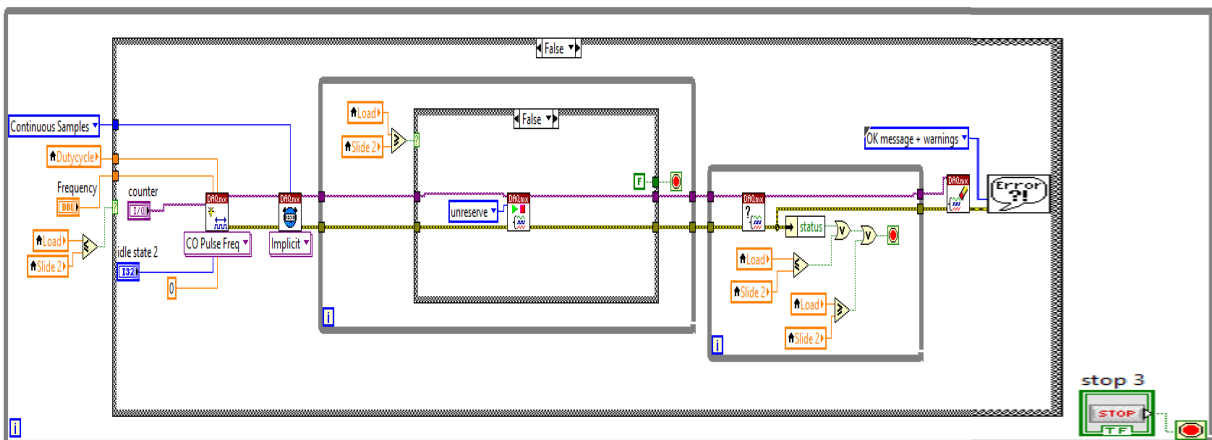 False
Continuous Samples
Dutycycle
Frequency
DBL
counter
I/O
Load
Slide 2
idle state 2
I32
0
DAQmx
CO Pulse Freq
DAQmx
Implicit
Load
Slide 2
?
False
unreserve
DAQmx
F
i
DAQmx
?
status
Load
Slide 2
Load
Slide 2
i
OK message + warnings
DAQmx
Error
?!
stop 3
STOP
TF
i